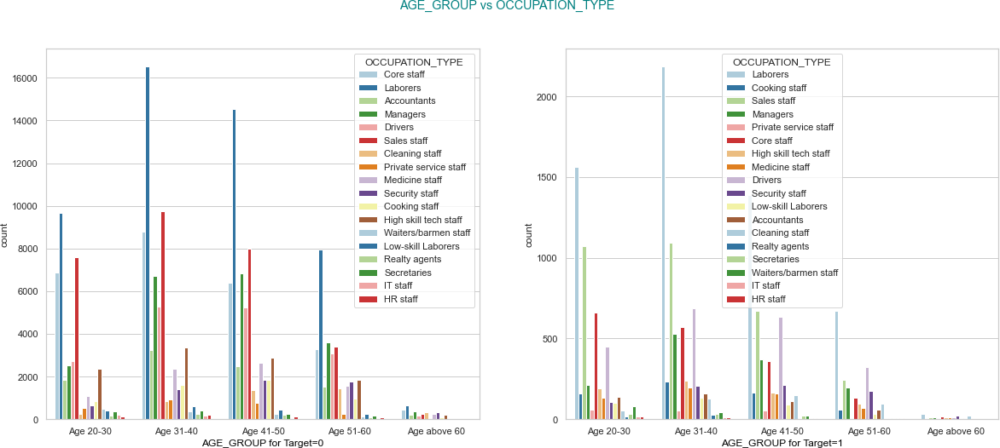 AGE_GROUP vs OCCUPATION_TYPE
count
16000
14000
12000
10000
8000
6000
4000
2000
0
OCCUPATION_TYPE
Core staff
Laborers
Accountants
Managers
Drivers
Sales staff
Cleaning staff
Private service staff
Medicine staff
Security staff
Cooking staff
High skill tech staff
Waiters/barmen staff
Low-skill Laborers
Realty agents
Secretaries
IT staff
HR staff
Age 20-30 Age 31-40 Age 41-50 Age 51-60 Age above 60
AGE_GROUP for Target=0
count
2000
1500
1000
500
0
OCCUPATION_TYPE
Laborers
Cooking staff
Sales staff
Managers
Private service staff
Core staff
High skill tech staff
Medicine staff
Drivers
Security staff
Low-skill Laborers
Accountants
Cleaning staff
Realty agents
Secretaries
Waiters/barmen staff
IT staff
HR staff
Age 20-30 Age 31-40 Age 41-50 Age 51-60 Age above 60
AGE_GROUP for Target=1